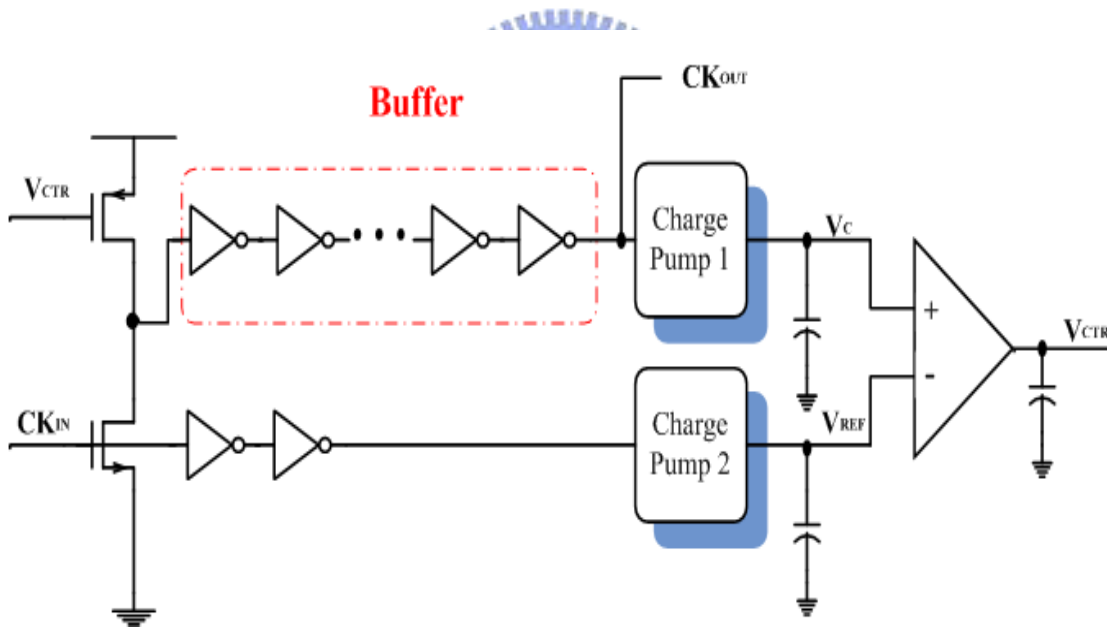 CKOUT
Buffer
VCTR
Charge
Pump 1
VC
+
VCTR
-
CKIN
Charge
Pump 2
VREF